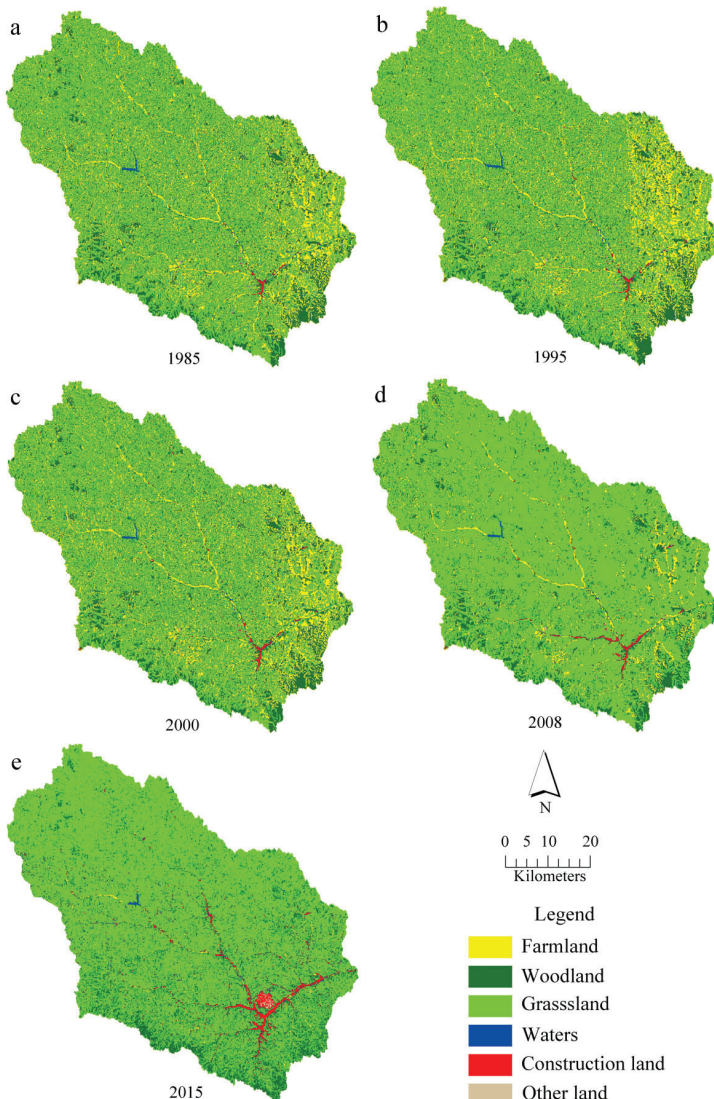 a
b
1985
1995
c
d
2000
2008
e
N
0 5 10 20
Kilometers
Legend
Farmland
Woodland
Grasssland
Waters
Construction land
Other land
2015